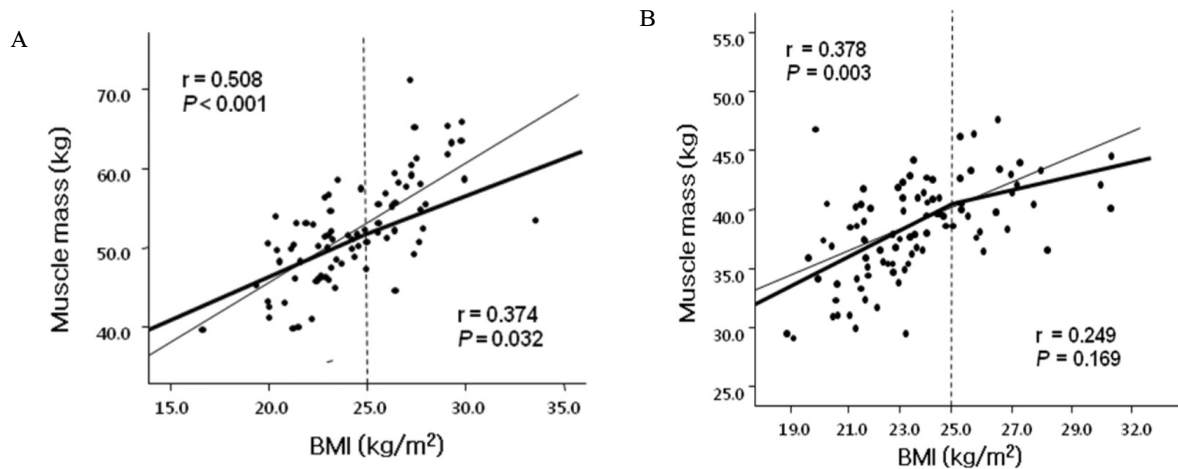 A
r = 0.508
P < 0.001
r = 0.374
P = 0.032
Muscle mass (kg)
70.0
60.0
50.0
40.0
15.0 20.0 25.0 30.0 35.0
BMI (kg/m²)
B
r = 0.378
P = 0.003
r = 0.249
P = 0.169
Muscle mass (kg)
55.0
50.0
45.0
40.0
35.0
30.0
25.0
19.0 21.0 23.0 25.0 27.0 29.0 32.0
BMI (kg/m²)